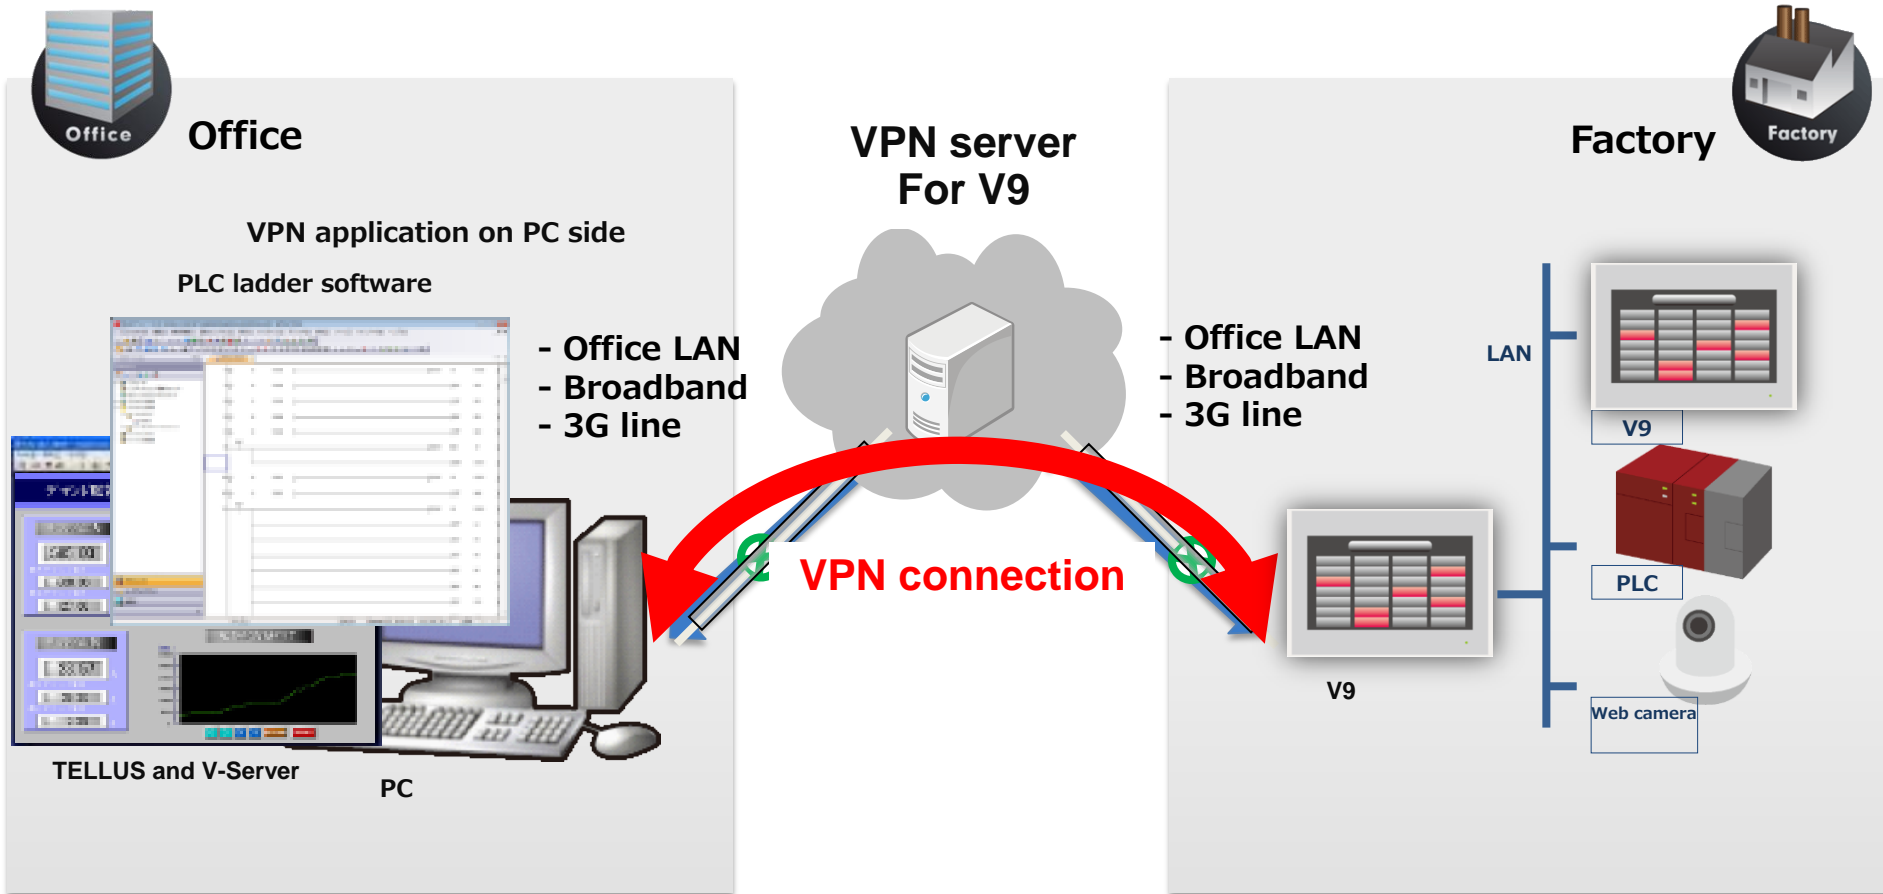 Office
Office
VPN server
For V9
Factory
Factory
VPN application on PC side
PLC ladder software
- Office LAN
- Broadband
- 3G line
- Office LAN
- Broadband
- 3G line
LAN
V9
VPN connection
PLC
V9
Web camera
TELLUS and V-Server
PC